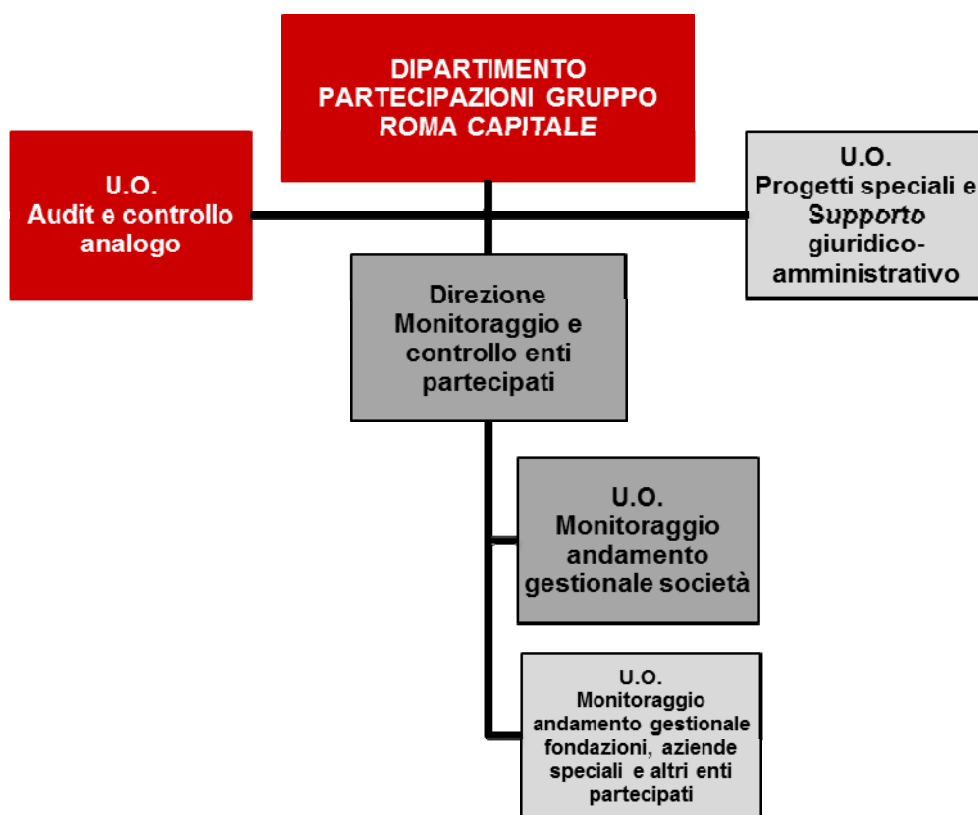 DIPARTIMENTO
PARTECIPAZIONI GRUPPO
ROMA CAPITALE
U.O.
Audit e controllo
analogo
U.O.
Progetti speciali e
Supporto
giuridico-
amministrativo
Direzione
Monitoraggio e
controllo enti
partecipati
U.O.
Monitoraggio
andamento
gestionale società
U.O.
Monitoraggio
andamento gestionale
fondazioni, aziende
speciali e altri enti
partecipati